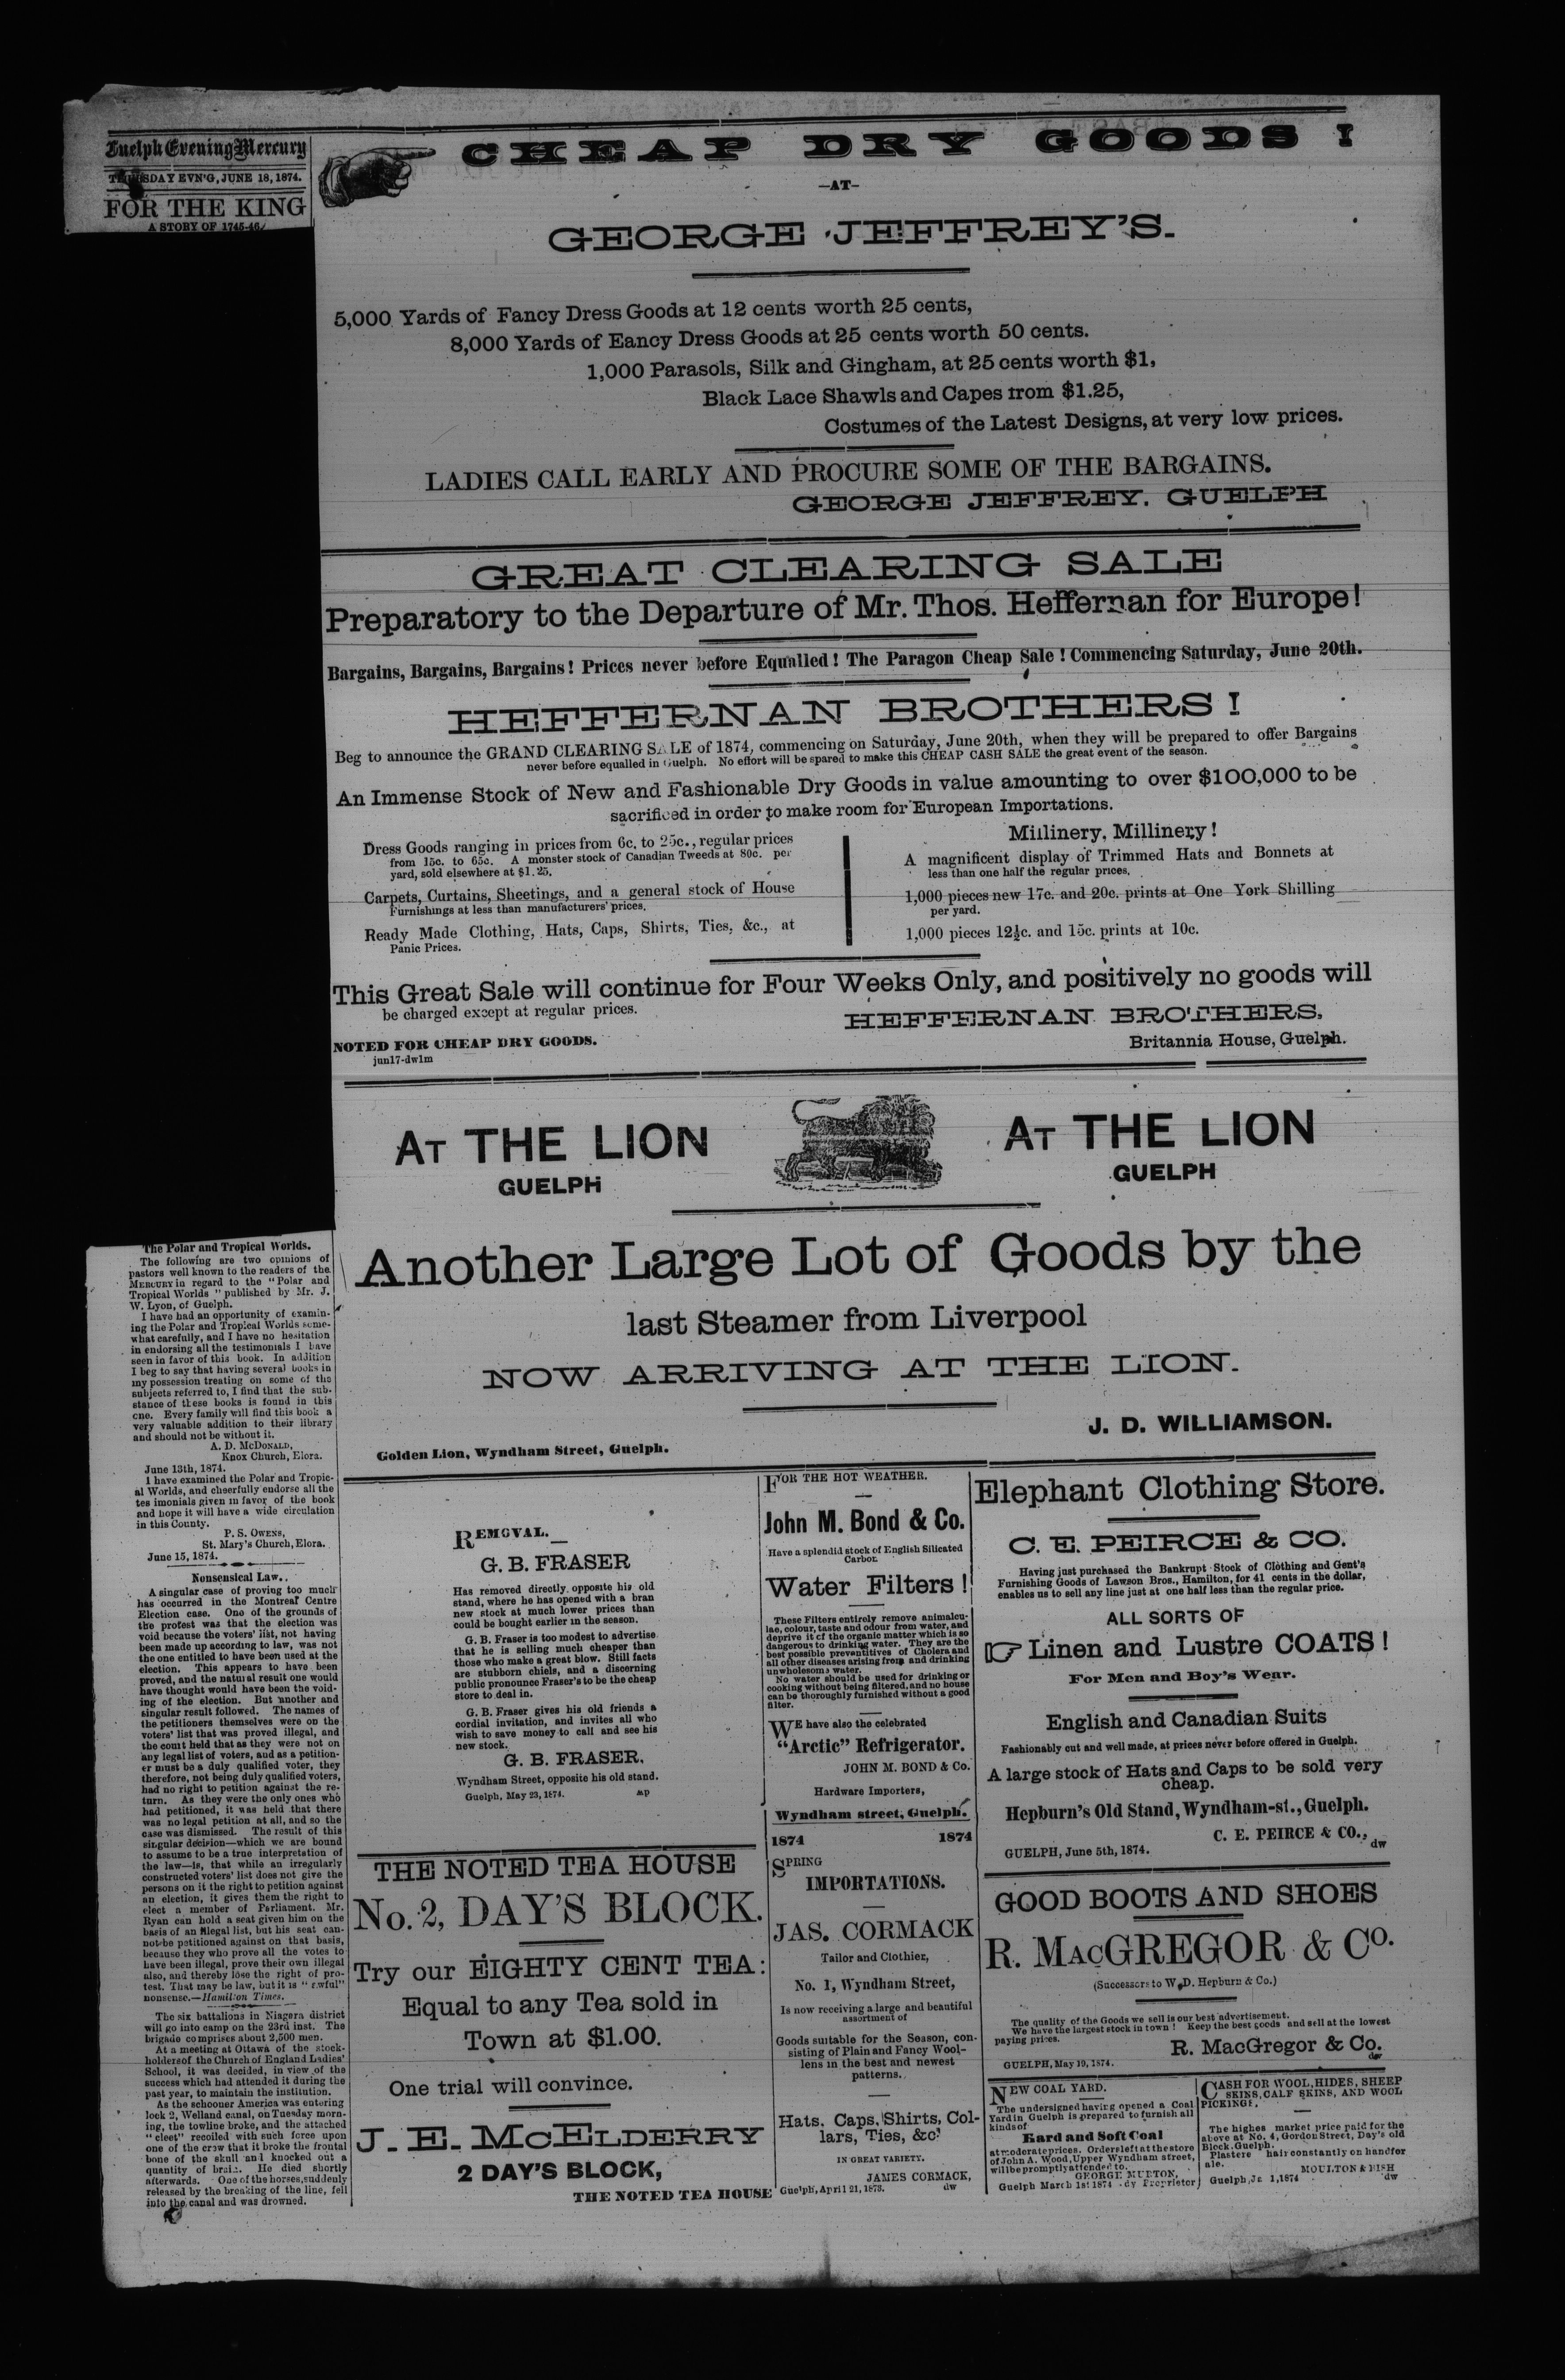 Guelph Evening Mercury
THURSDAY EVN'G, JUNE 18, 1874.
FOR THE KING
A STORY OF 1745-46
The Polar and Tropical Worlds.
The following are two opinions of
pastors well known to the readers of the
MERCURY in regard to the "Polar and
Tropical Worlds" published by Mr. J.
W. Lyon, of Guelph.
I have had an opportunity of examin-
ing the Polar and Tropical Worlds some-
what carefully, and I have no hesitation
in endorsing all the testimonials I have
seen in favor of this book. In addition
I beg to say that having several books in
my possession treating on some of the
subjects referred to, I find that the sub-
stance of these books is found in this
one. Every family will find this book a
very valuable addition to their library
and should not be without it.
A. D. MCDONALD,
Knox Church, Elora.
June 13th, 1874.
I have examined the Polar and Tropic-
al Worlds, and cheerfully endorse all the
tes imonials given in favor of the book
and hope it will have a wide circulation
in this County.
P. S. OWENS,
St. Mary's Church, Elora.
June 15, 1874.
Nonsensical Law.
A singular case of proving too much
has occurred in the Montreal Centre
Election case. One of the grounds of
the protest was that the election was
void because the voters' list, not having
been made up according to law, was not
the one entitled to have been used at the
election. This appears to have been
proved, and the natural result one would
have thought would have been the void-
ing of the election. But another and
singular result followed. The names of
the petitioners themselves were on the
voters' list that was proved illegal, and
the court held that as they were not on
any legal list of voters, and as a petition-
er must be a duly qualified voter, they
therefore, not being duly qualified voters,
had no right to petition against the re-
turn. As they were the only ones who
had petitioned, it was held that there
was no legal petition at all, and so the
case was dismissed. The result of this
singular decision—which we are bound
to assume to be a true interpretation of
the law—is, that while an irregularly
constructed voters' list does not give the
persons on it the right to petition against
an election, it gives them the right to
elect a member of Parliament. Mr.
Ryan can hold a seat given him on the
basis of an illegal list, but his seat can-
not be petitioned against on that basis,
because they who prove all the votes to
have been illegal, prove their own illegal
also, and thereby lose the right of pro-
test. That may be law, but it is "awful"
nonsense.—Hamilton Times.
The six battalions in Niagara district
will go into camp on the 23rd inst. The
brigade comprises about 2,500 men.
At a meeting at Ottawa of the stock-
holders of the Church of England Ladies'
School, it was decided, in view of the
success which had attended it during the
past year, to maintain the institution.
As the schooner America was entering
lock 2, Welland canal, on Tuesday morn-
ing, the towline broke, and the attached
"cleet" recoiled with such force upon
one of the crew that it broke the frontal
bone of the skull and knocked out a
quantity of brain. He died shortly
afterwards. One of the horses, suddenly
released by the breaking of the line, fell
into the canal and was drowned.
CHEAP DRY GOODS!
—AT—
GEORGE JEFFREY'S.
5,000 Yards of Fancy Dress Goods at 12 cents worth 25 cents,
8,000 Yards of Eancy Dress Goods at 25 cents worth 50 cents.
1,000 Parasols, Silk and Gingham, at 25 cents worth $1,
Black Lace Shawls and Capes from $1.25,
Costumes of the Latest Designs, at very low prices.
LADIES CALL EARLY AND PROCURE SOME OF THE BARGAINS.
GEORGE JEFFREY, GUELPH
GREAT CLEARING SALE
Preparatory to the Departure of Mr. Thos. Heffernan for Europe!
Bargains, Bargains, Bargains! Prices never before Equalled! The Paragon Cheap Sale! Commencing Saturday, June 20th.
HEFFERNAN BROTHERS!
Beg to announce the GRAND CLEARING SALE of 1874, commencing on Saturday, June 20th, when they will be prepared to offer Bargains
never before equalled in Guelph. No effort will be spared to make this CHEAP CASH SALE the great event of the season.
An Immense Stock of New and Fashionable Dry Goods in value amounting to over $100,000 to be
sacrificed in order to make room for European Importations.
Dress Goods ranging in prices from 6c. to 25c., regular prices
from 15c. to 65c. A monster stock of Canadian Tweeds at 80c. per
yard, sold elsewhere at $1.25.
Carpets, Curtains, Sheetings, and a general stock of House
Furnishings at less than manufacturers' prices.
Ready Made Clothing, Hats, Caps, Shirts, Ties, &c., at
Panic Prices.
Millinery, Millinery!
A magnificent display of Trimmed Hats and Bonnets at
less than one half the regular prices.
1,000 pieces new 17c. and 20c. prints at One York Shilling
per yard.
1,000 pieces 12½c. and 15c. prints at 10c.
This Great Sale will continue for Four Weeks Only, and positively no goods will
be charged except at regular prices.
HEFFERNAN BROTHERS,
NOTED FOR CHEAP DRY GOODS.
Britannia House, Guelph.
jun17-dw1m
AT THE LION
GUELPH
AT THE LION
GUELPH
Another Large Lot of Goods by the
last Steamer from Liverpool
NOW ARRIVING AT THE LION.
J. D. WILLIAMSON.
Golden Lion, Wyndham Street, Guelph.
REMOVAL.
G. B. FRASER
Has removed directly opposite his old
stand, where he has opened with a bran
new stock at much lower prices than
could be bought earlier in the season.
G. B. Fraser is too modest to advertise
that he is selling much cheaper than
those who make a great blow. Still facts
are stubborn chiels, and a discerning
public pronounce Fraser's to be the cheap
store to deal in.
G. B. Fraser gives his old friends a
cordial invitation, and invites all who
wish to save money to call and see his
new stock.
G. B. FRASER,
Wyndham Street, opposite his old stand.
Guelph, May 23, 1874.
THE NOTED TEA HOUSE
No. 2, DAY'S BLOCK.
Try our EIGHTY CENT TEA:
Equal to any Tea sold in
Town at $1.00.
One trial will convince.
J. E. MCELDERRY
2 DAY'S BLOCK,
THE NOTED TEA HOUSE
FOR THE HOT WEATHER.
John M. Bond & Co.
Have a splendid stock of English Silicated
Carbon
Water Filters!
These Filters entirely remove animalcu-
lae, colour, taste and odour from water, and
deprive it of the organic matter which is so
dangerous to drinking water. They are the
best possible preventitives of Cholera and
all other diseases arising from and drinking
unwholesome water.
No water should be used for drinking or
cooking without being filtered, and no house
can be thoroughly furnished without a good
filter.
WE have also the celebrated
"Arctic" Refrigerator.
JOHN M. BOND & Co.
Hardware Importers,
Wyndham street, Guelph.
1874 1874
SPRING
IMPORTATIONS.
JAS. CORMACK
Tailor and Clothier,
No. 1, Wyndham Street,
Is now receiving a large and beautiful
assortment of
Goods suitable for the Season, con-
sisting of Plain and Fancy Wool-
lens in the best and newest
patterns.
Hats, Caps, Shirts, Col-
lars, Ties, &c.
IN GREAT VARIETY.
JAMES CORMACK,
Guelph, April 21, 1873. dw
Elephant Clothing Store.
C. E. PEIRCE & CO.
Having just purchased the Bankrupt Stock of Clothing and Gent's
Furnishing Goods of Lawson Bros., Hamilton, for 41 cents in the dollar,
enables us to sell any line just at one half less than the regular price.
ALL SORTS OF
Linen and Lustre COATS!
For Men and Boy's Wear.
English and Canadian Suits
Fashionably cut and well made, at prices never before offered in Guelph.
A large stock of Hats and Caps to be sold very
cheap.
Hepburn's Old Stand, Wyndham-st., Guelph.
C. E. PEIRCE & CO.,
GUELPH, June 5th, 1874. dw
GOOD BOOTS AND SHOES
R. MACGREGOR & Co.
(Successors to W. D. Hepburn & Co.)
The quality of the Goods we sell is our best advertisement.
We have the largest stock in town! Keep the best goods and sell at the lowest
paying prices.
R. MacGregor & Co.
GUELPH, May 19, 1874. dw
NEW COAL YARD.
The undersigned having opened a Coal
Yard in Guelph is prepared to furnish all
kinds of
Hard and Soft Coal
at moderate prices. Orders left at the store
of John A. Wood, Upper Wyndham street,
will be promptly attended to.
GEORGE MURTON,
Guelph March 1st 1874 dy Proprietor
CASH FOR WOOL, HIDES, SHEEP
SKINS, CALF SKINS, AND WOOL
PICKINGS.
The highes market price paid for the
above at No. 4, Gordon Street, Day's old
Block, Guelph.
Plastere hair constantly on hand for
ale.
MOULTON & FISH
Guelph, Ja 1, 1874 dw